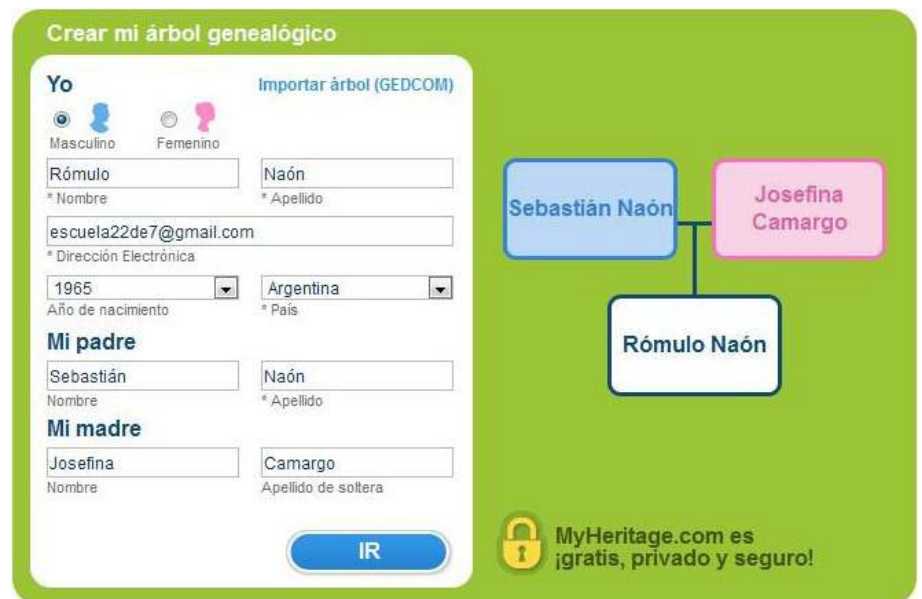 Crear mi árbol genealógico
Yo
Importar árbol (GEDCOM)
Masculino
Femenino
Rómulo
Naón
* Nombre
* Apellido
escuela22de7@gmail.com
* Dirección Electrónica
1965
Argentina
Año de nacimiento
* País
Mi padre
Sebastián
Naón
Nombre
* Apellido
Mi madre
Josefina
Camargo
Nombre
Apellido de soltera
IR
Sebastián Naón
Josefina
Camargo
Rómulo Naón
MyHeritage.com es
¡gratis, privado y seguro!